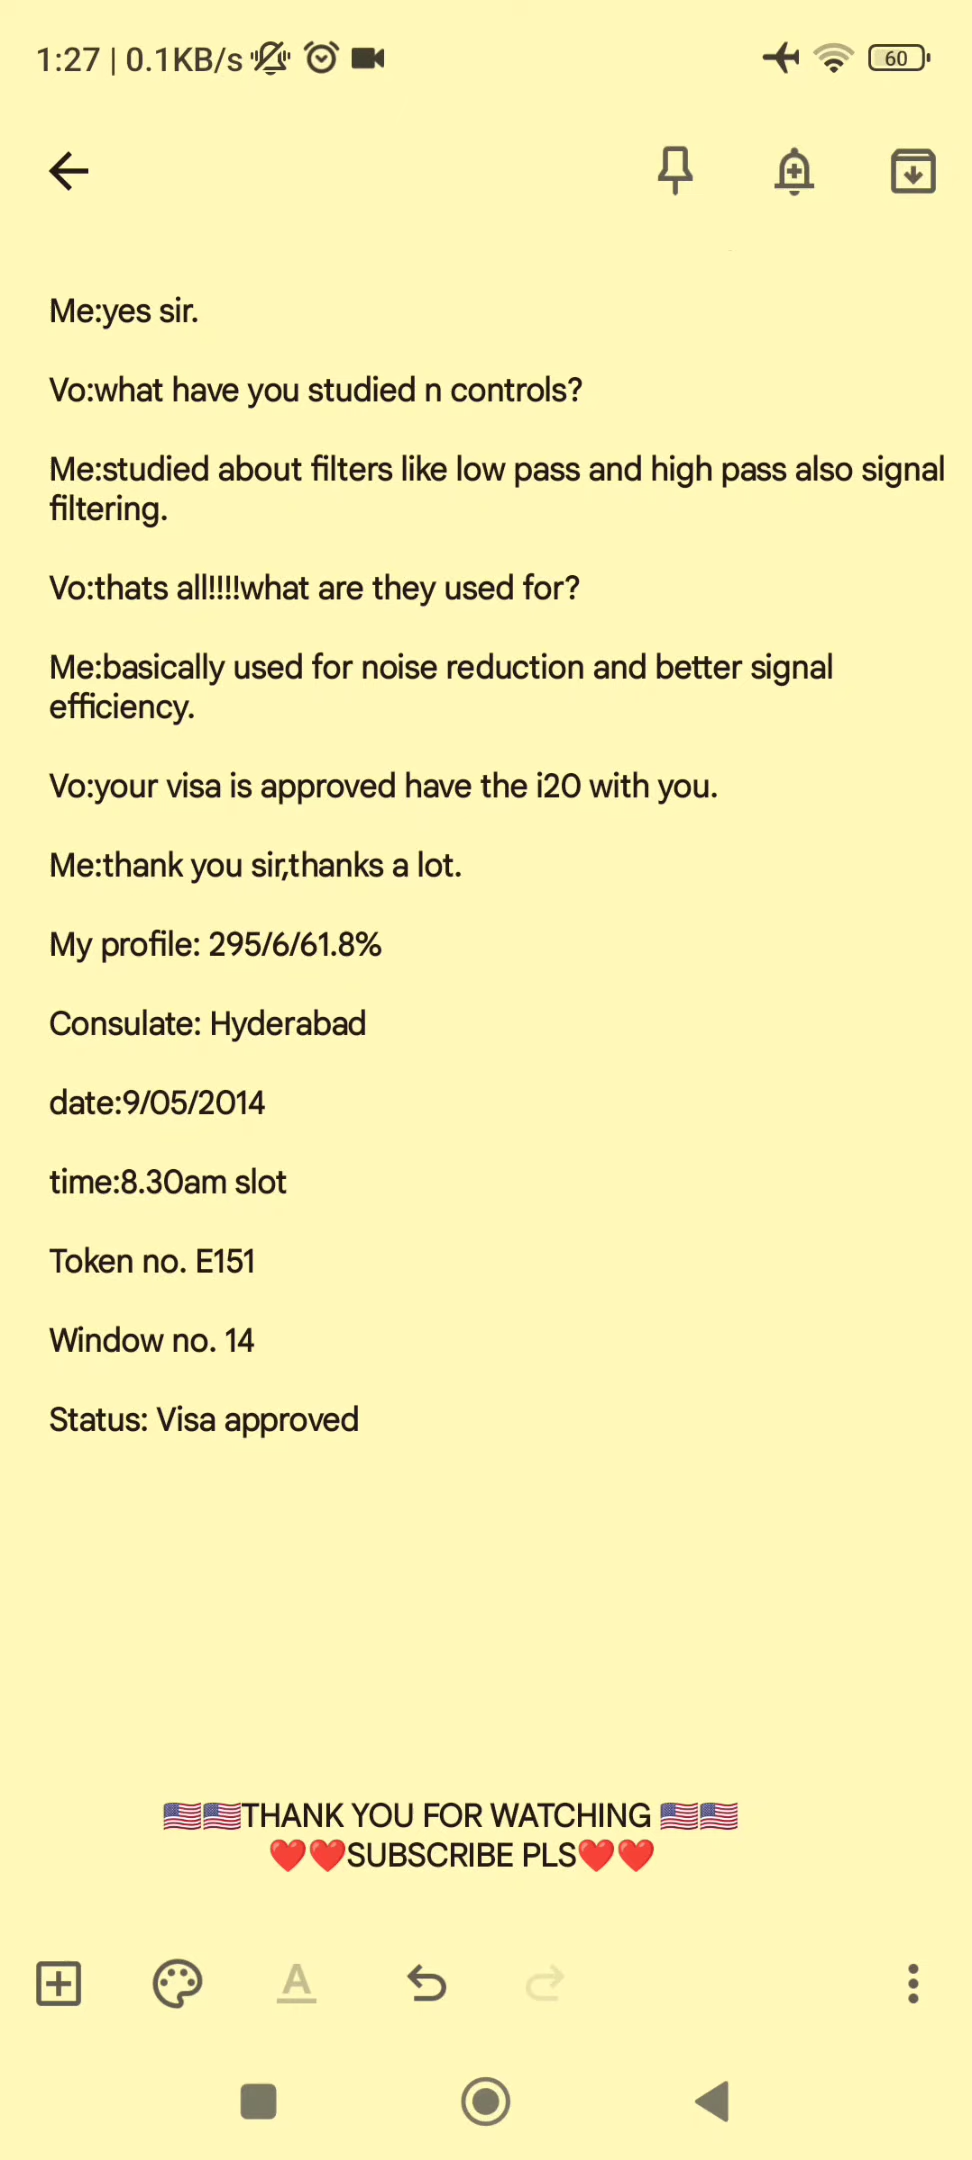 1:27 | 0.1KB/s
60
Me:yes sir.
Vo:what have you studied n controls?
Me:studied about filters like low pass and high pass also signal
filtering.
Vo:thats all!!!!what are they used for?
Me:basically used for noise reduction and better signal
efficiency.
Vo:your visa is approved have the i20 with you.
Me:thank you sir,thanks a lot.
My profile: 295/6/61.8%
Consulate: Hyderabad
date:9/05/2014
time:8.30am slot
Token no. E151
Window no. 14
Status: Visa approved
🇺🇸🇺🇸THANK YOU FOR WATCHING 🇺🇸🇺🇸
❤️❤️SUBSCRIBE PLS❤️❤️
A